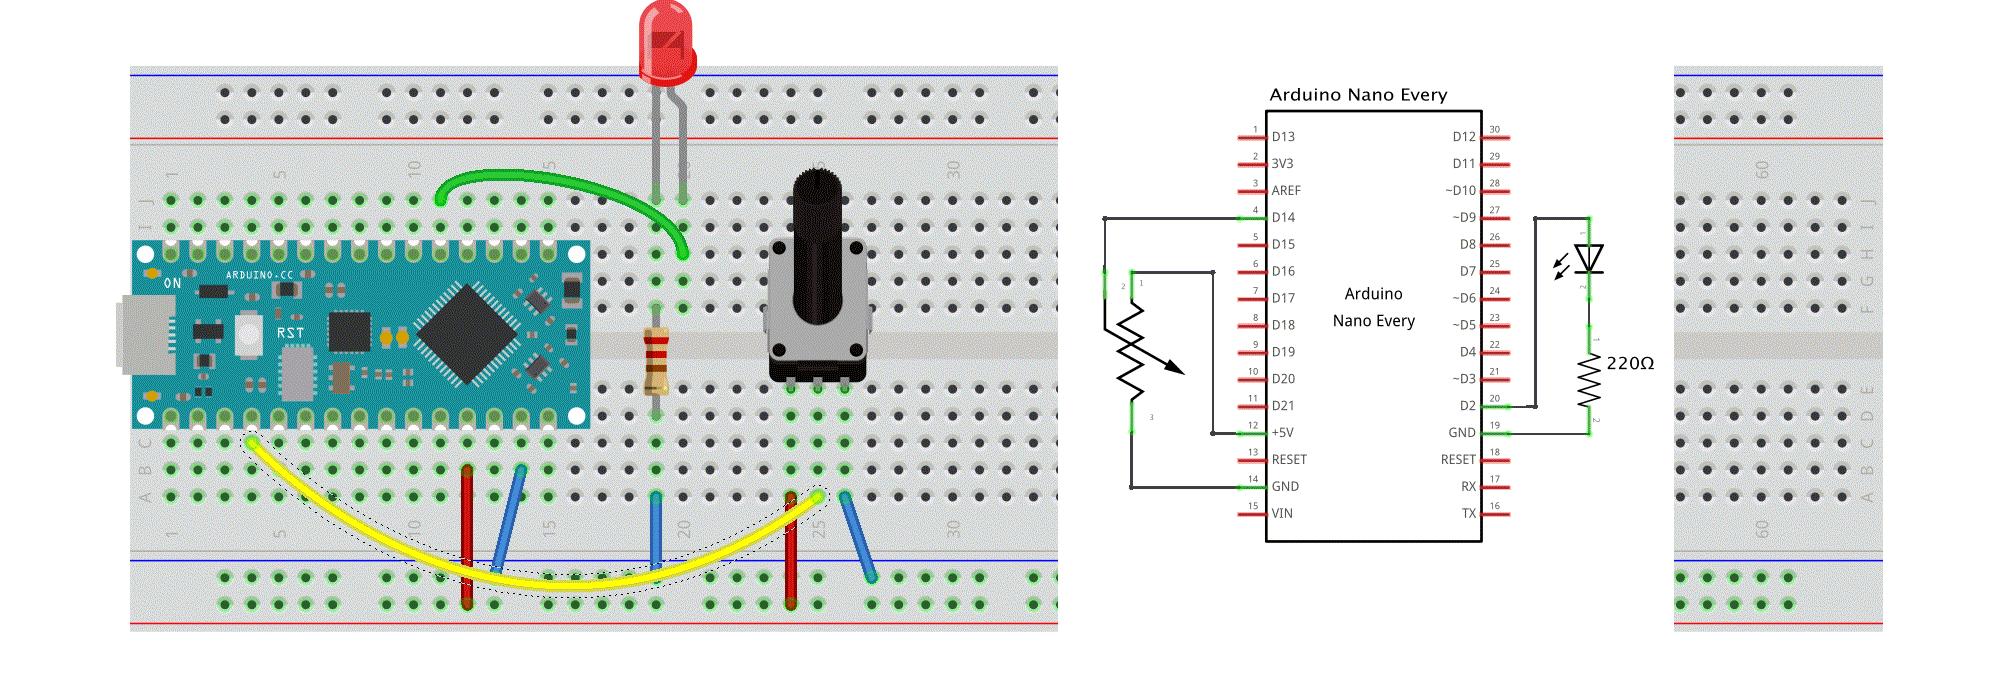 1 5 10 15 20 25 30
J
I
ON
ARDUINO.CC
RST
C
B
A
1 5 10 15 20 25 30
Arduino Nano Every
1 D13 D12 30
2 3V3 D11 29
3 AREF ~D10 28
4 D14 ~D9 27
5 D15 D8 26
6 D16 D7 25
7 D17 ~D6 24
8 D18 ~D5 23
9 D19 D4 22
10 D20 ~D3 21
11 D21 D2 20
12 +5V GND 19
13 RESET RESET 18
14 GND RX 17
15 VIN TX 16
Arduino
Nano Every
2 1
3
1
2
1
2
220Ω
60
J
I
H
G
F
E
D
C
B
A
60